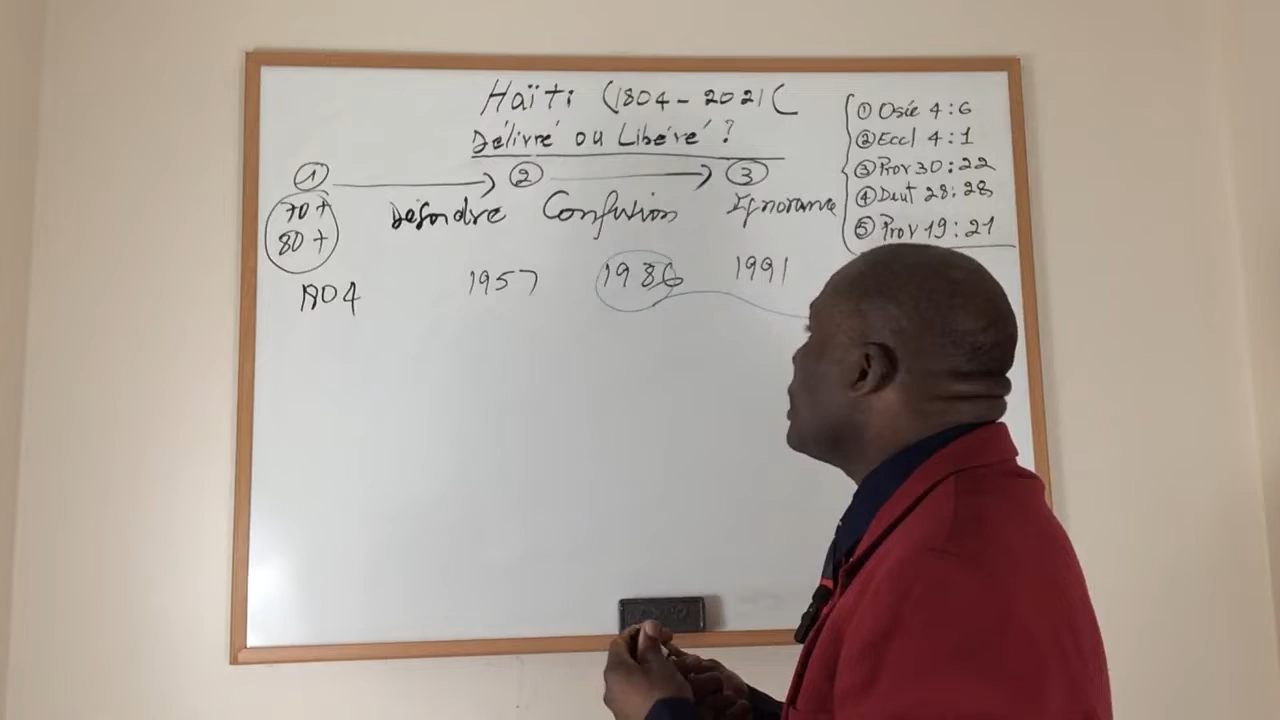 Haïti (1804 - 2021 (
Délivré ou Libéré ?
① → ② → ③
70 +
80 +
Désordre Confusion Ignorance
1804 1957 1986 1991
① Osée 4 : 6
② Eccl 4 : 1
③ Prov 30 : 22
④ Deut 28 : 28
⑤ Prov 19 : 21